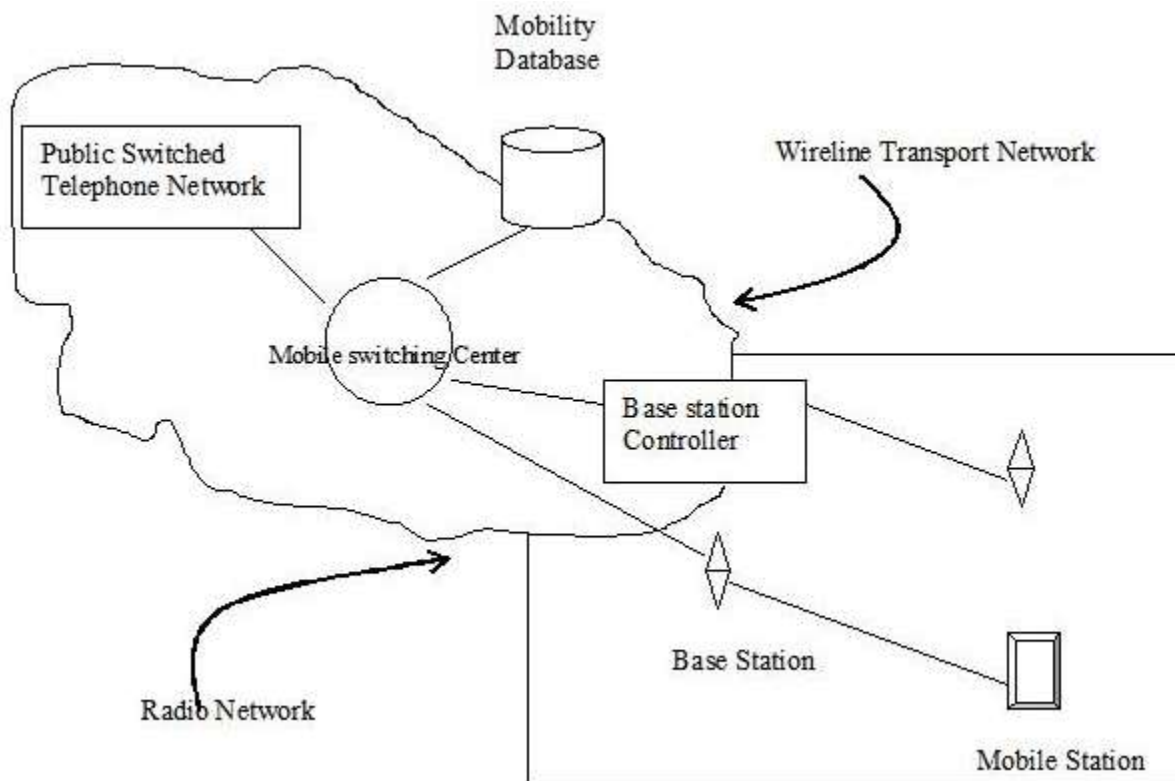 Mobility
Database
Public Switched
Telephone Network
Wireline Transport Network
Mobile switching Center
Base station
Controller
Base Station
Radio Network
Mobile Station